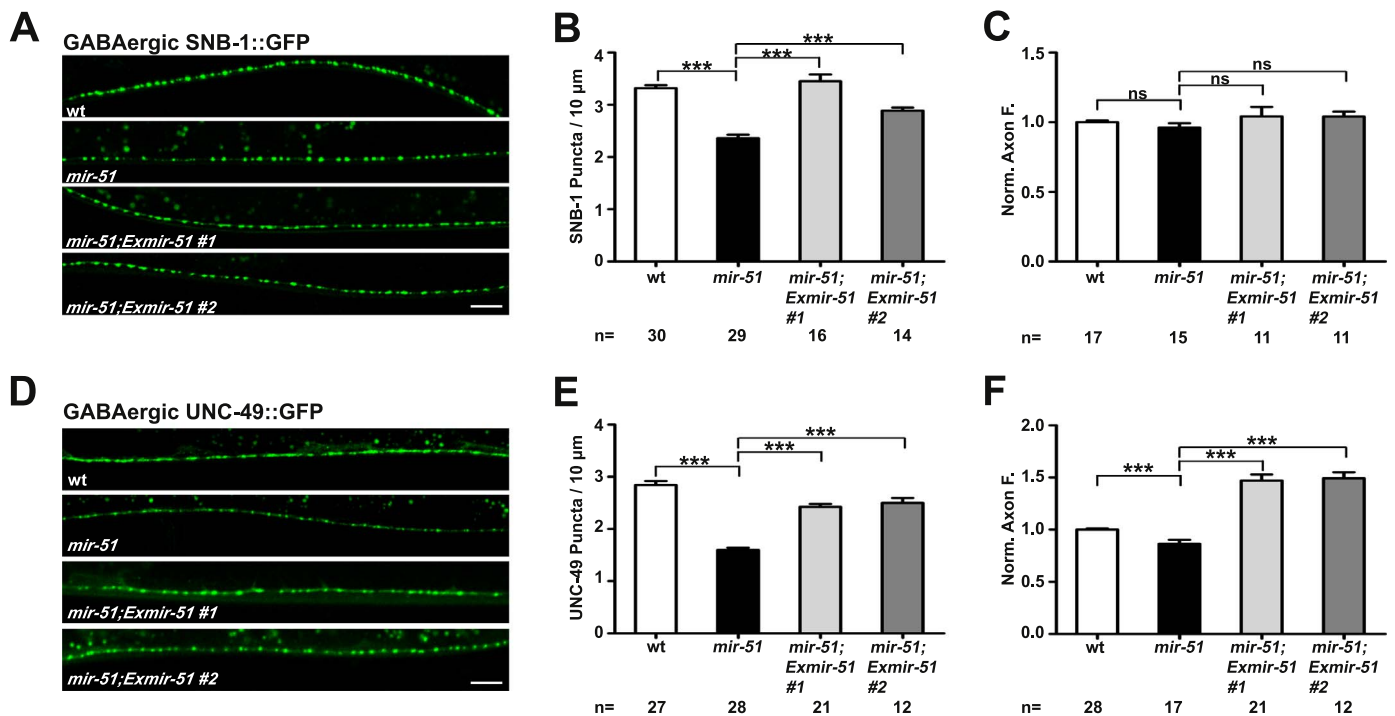 A
GABAergic SNB-1::GFP
wt
mir-51
mir-51;Exmir-51 #1
mir-51;Exmir-51 #2
B
SNB-1 Puncta / 10 µm
4
3
2
1
0
***
***
***
wt
mir-51
mir-51;
Exmir-51
#1
mir-51;
Exmir-51
#2
n=
30
29
16
14
C
Norm. Axon F.
1.5
1.0
0.5
0.0
ns
ns
ns
wt
mir-51
mir-51;
Exmir-51
#1
mir-51;
Exmir-51
#2
17
15
11
11
D
GABAergic UNC-49::GFP
wt
mir-51
mir-51;Exmir-51 #1
mir-51;Exmir-51 #2
E
UNC-49 Puncta / 10 µm
4
3
2
1
0
***
***
***
wt
mir-51
mir-51;
Exmir-51
#1
mir-51;
Exmir-51
#2
n=
27
28
21
12
F
Norm. Axon F.
2.0
1.5
1.0
0.5
0.0
***
***
***
wt
mir-51
mir-51;
Exmir-51
#1
mir-51;
Exmir-51
#2
n=
28
17
21
12